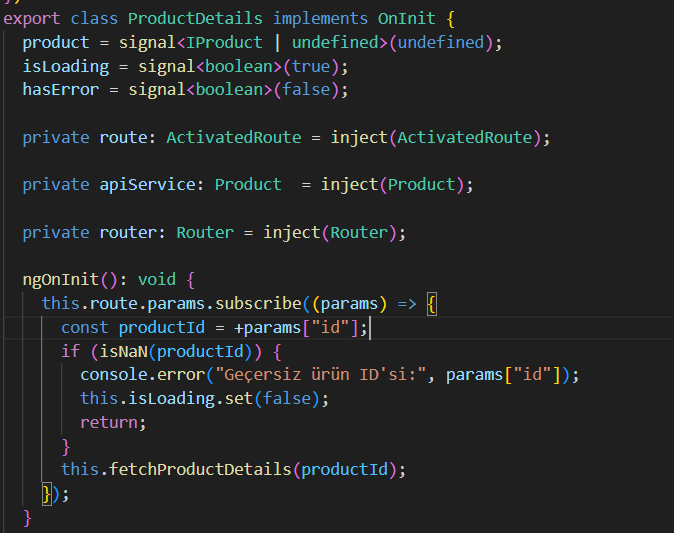 export class ProductDetails implements OnInit {
product = signal<IProduct | undefined>(undefined);
isLoading = signal<boolean>(true);
hasError = signal<boolean>(false);
private route: ActivatedRoute = inject(ActivatedRoute);
private apiService: Product  = inject(Product);
private router: Router = inject(Router);
ngOnInit(): void {
this.route.params.subscribe((params) => {
const productId = +params["id"];
if (isNaN(productId)) {
console.error("Geçersiz ürün ID'si:", params["id"]);
this.isLoading.set(false);
return;
}
this.fetchProductDetails(productId);
});
}